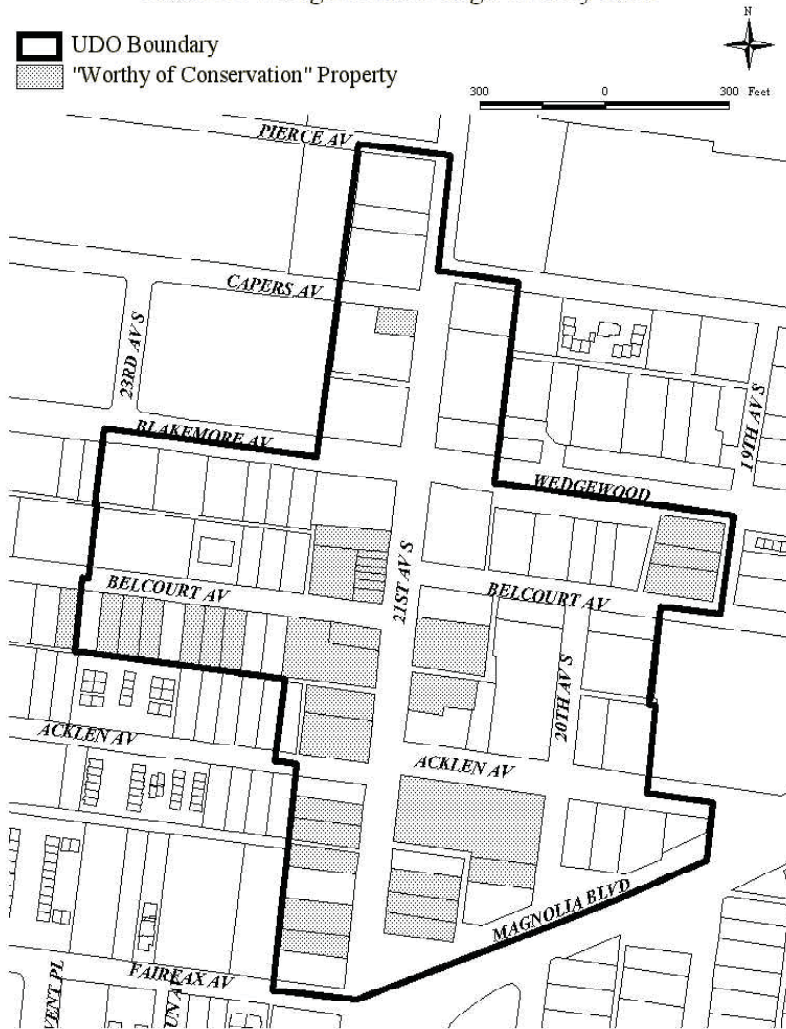 UDO Boundary
"Worthy of Conservation" Property
N
300 0 300 Feet
PIERCE AV
CAPERS AV
23RD AV S
19TH AV S
BLAKEMORE AV
WEDGEWOOD
21ST AV S
BELCOURT AV
BELCOURT AV
20TH AV S
ACKLEN AV
ACKLEN AV
MAGNOLIA BLVD
FAIRFAX AV